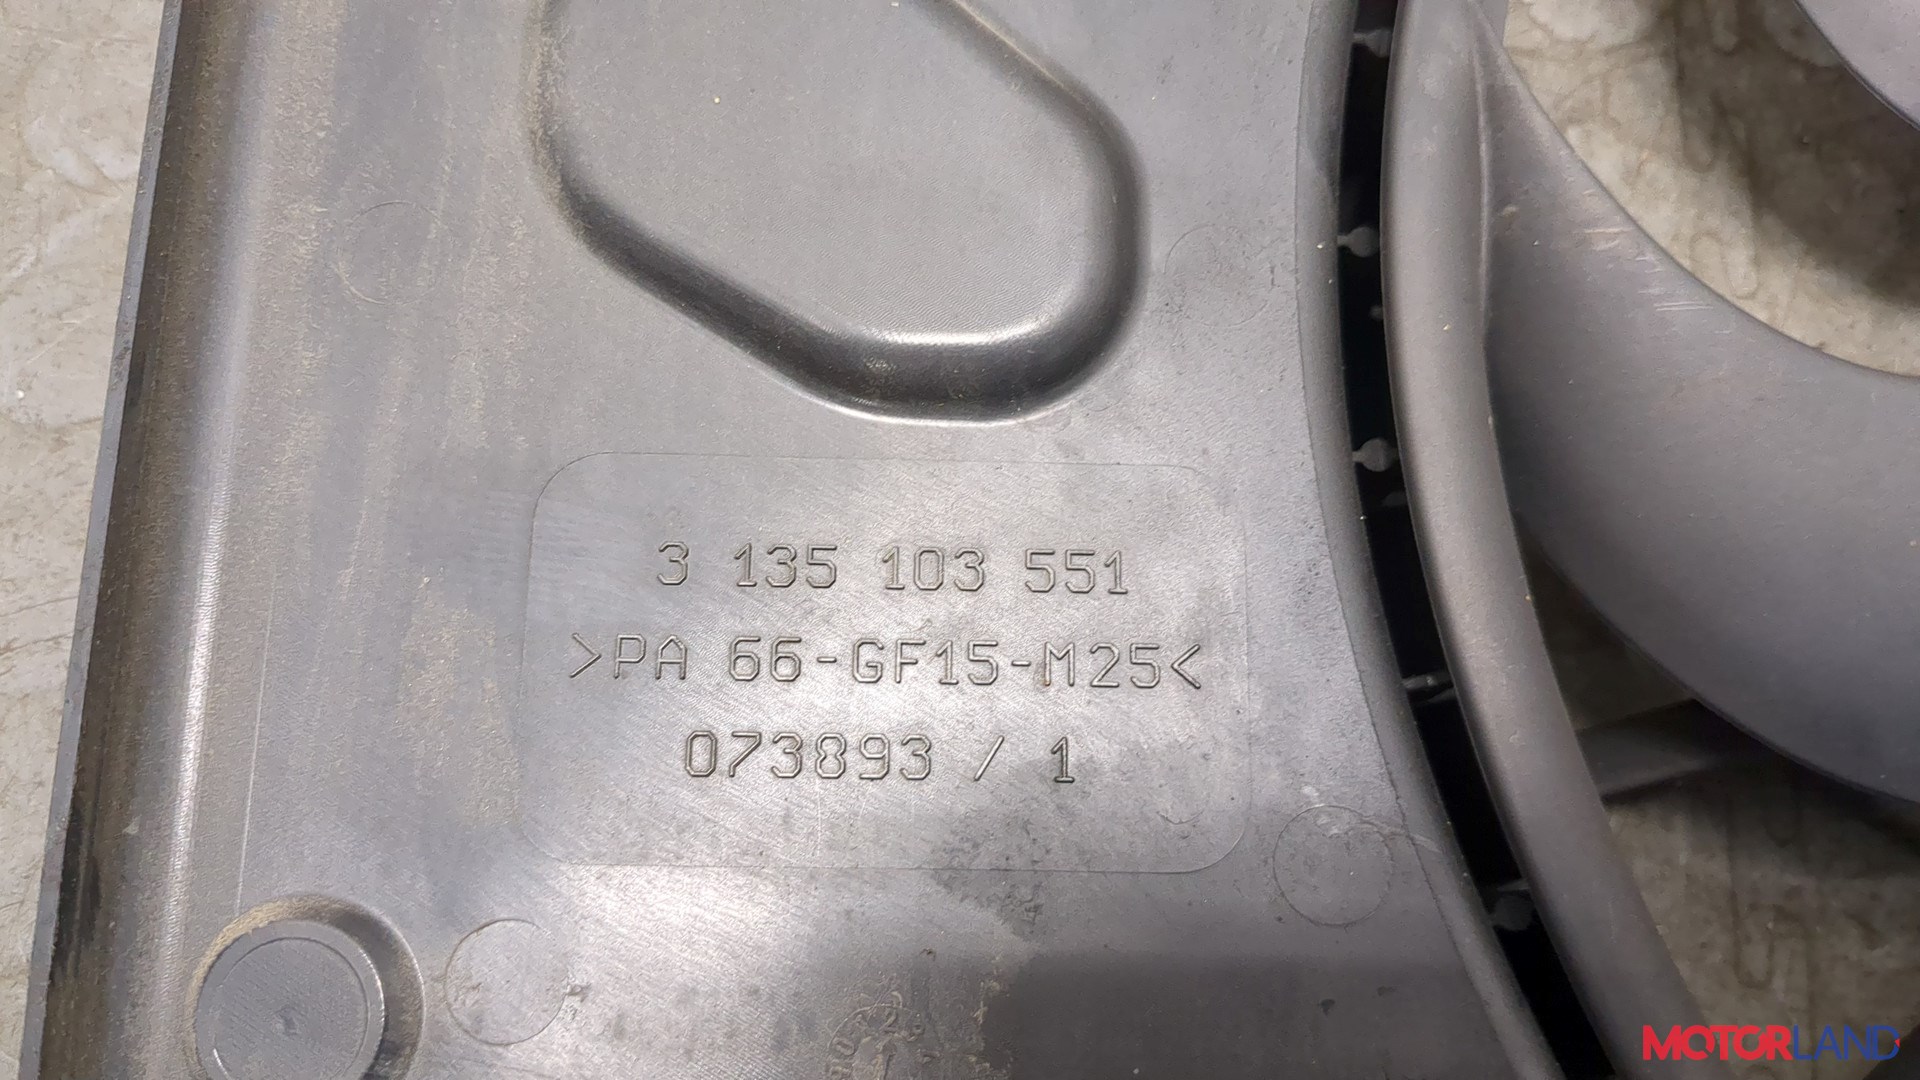 3 135 103 551
>PA 66-GF15-M25<
073893 / 1
MOTORLAND